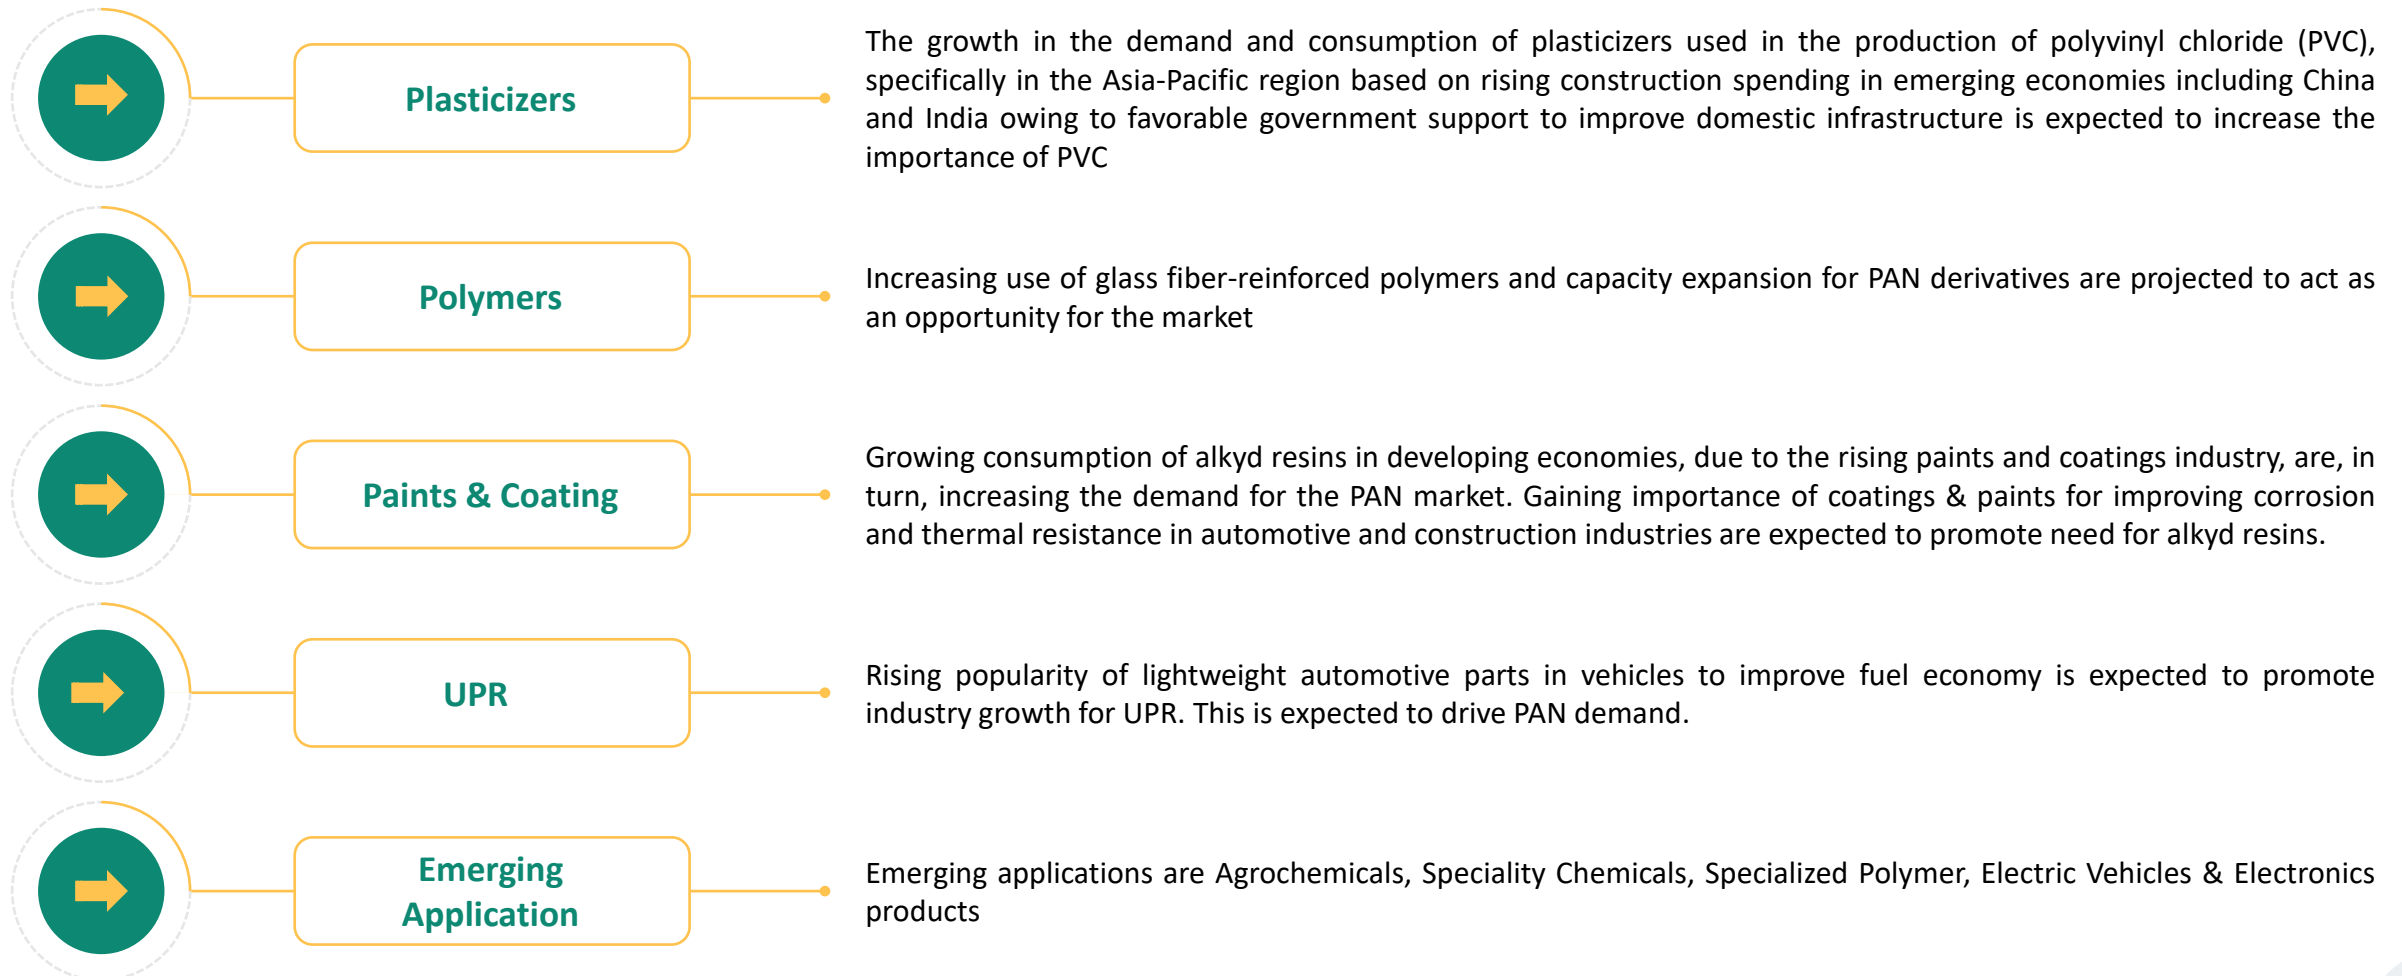 Plasticizers
The growth in the demand and consumption of plasticizers used in the production of polyvinyl chloride (PVC),
specifically in the Asia-Pacific region based on rising construction spending in emerging economies including China
and India owing to favorable government support to improve domestic infrastructure is expected to increase the
importance of PVC
Polymers
Increasing use of glass fiber-reinforced polymers and capacity expansion for PAN derivatives are projected to act as
an opportunity for the market
Paints & Coating
Growing consumption of alkyd resins in developing economies, due to the rising paints and coatings industry, are, in
turn, increasing the demand for the PAN market. Gaining importance of coatings & paints for improving corrosion
and thermal resistance in automotive and construction industries are expected to promote need for alkyd resins.
UPR
Rising popularity of lightweight automotive parts in vehicles to improve fuel economy is expected to promote
industry growth for UPR. This is expected to drive PAN demand.
Emerging
Application
Emerging applications are Agrochemicals, Speciality Chemicals, Specialized Polymer, Electric Vehicles & Electronics
products